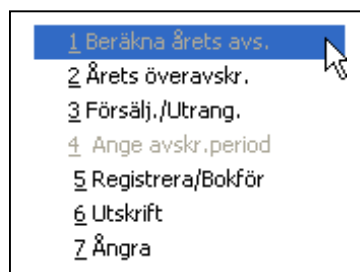 1 Beräkna årets avs.
2 Årets överavskr.
3 Försälj./Utrang.
4 Ange avskr.period
5 Registrera/Bokför
6 Utskrift
7 Ångra